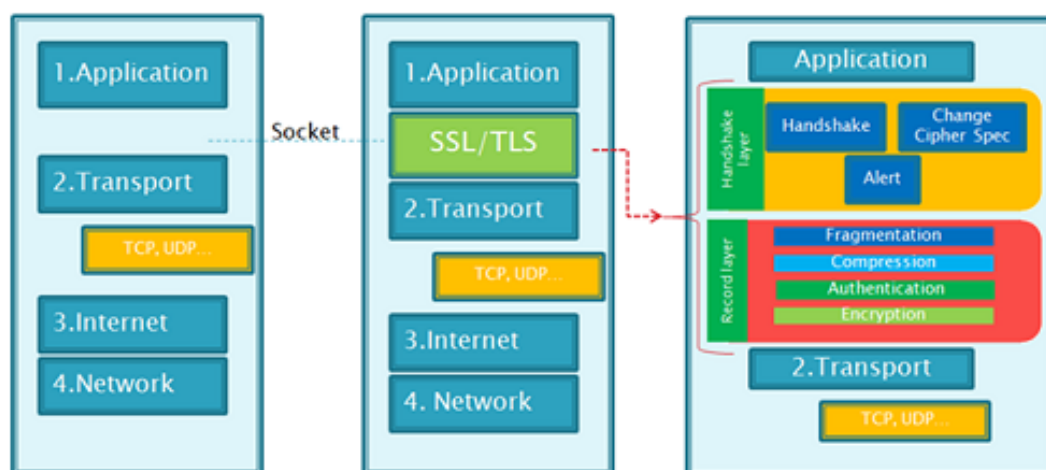 1.Application
2.Transport
TCP, UDP...
3.Internet
4.Network
Socket
1.Application
SSL/TLS
2.Transport
TCP, UDP...
3.Internet
4. Network
Application
Handshake
layer
Handshake
Change
Cipher Spec
Alert
Record layer
Fragmentation
Compression
Authentication
Encryption
2.Transport
TCP, UDP...